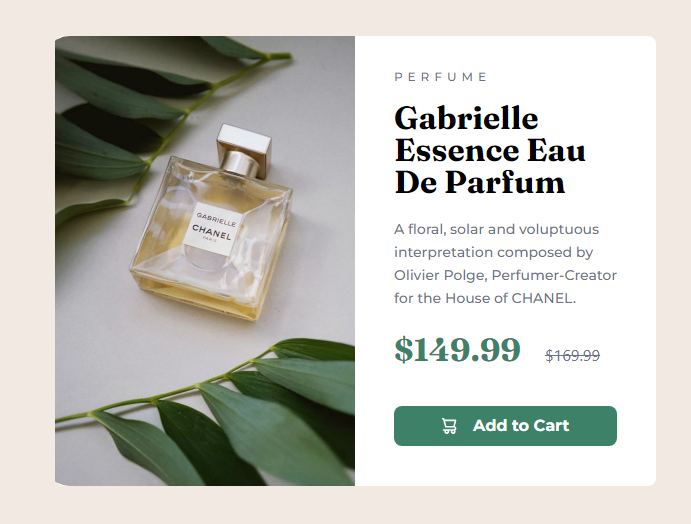 GABRIELLE
CHANEL
PARIS
PERFUME
Gabrielle
Essence Eau
De Parfum
A floral, solar and voluptuous
interpretation composed by
Olivier Polge, Perfumer-Creator
for the House of CHANEL.
$149.99 $169.99
Add to Cart